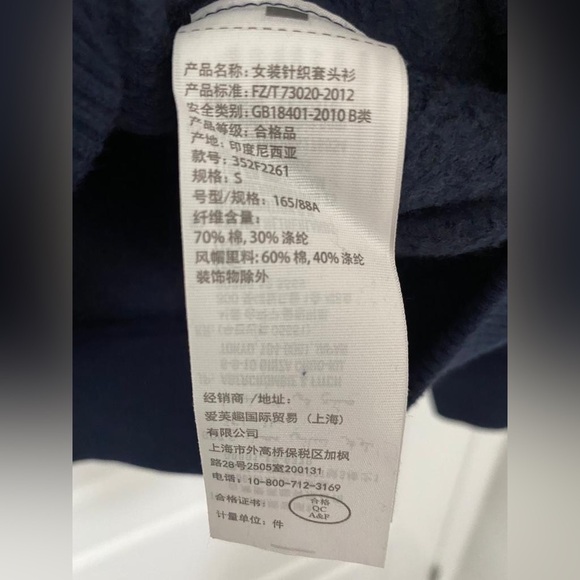 产品名称: 女装针织套头衫
产品标准: FZ/T 73020-2012
安全类别: GB18401-2010 B类
产品等级: 合格品
产地: 印度尼西亚
款号: 352F2261
规格: S
号型/规格: 165/88A
纤维含量:
70% 棉, 30% 涤纶
风帽里料: 60% 棉, 40% 涤纶
装饰物除外
经销商 /地址:
爱芙趣国际贸易（上海）
有限公司
上海市外高桥保税区加枫
路28号2505室200131
电话: 10-800-712-3169
合格证书: 合格
QC
A&F
计量单位: 件